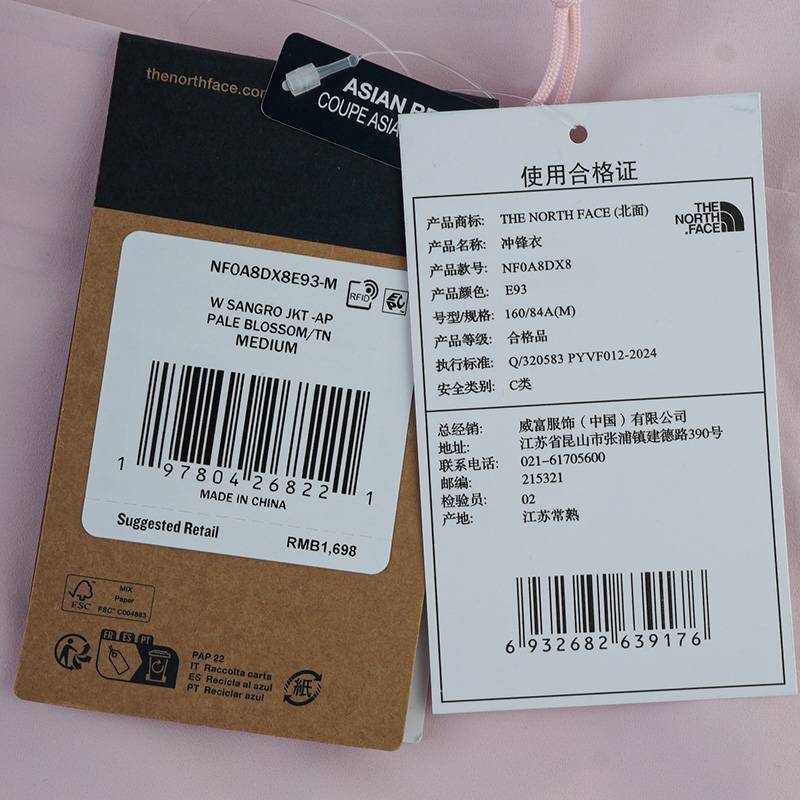 thenorthface.com
ASIAN
COUPE ASIA
NF0A8DX8E93-M
RFID
W SANGRO JKT -AP
PALE BLOSSOM/TN
MEDIUM
1 97804 26822 1
MADE IN CHINA
Suggested Retail
RMB1,698
FSC
MIX
Paper
FSC® C004863
FR ES PT
PAP 22
IT Raccolta carta
ES Recicla al azul
PT Reciclar azul
紙
使用合格证
THE NORTH FACE
产品商标: THE NORTH FACE (北面)
产品名称: 冲锋衣
产品款号: NF0A8DX8
产品颜色: E93
号型/规格: 160/84A(M)
产品等级: 合格品
执行标准: Q/320583 PYVF012-2024
安全类别: C类
总经销: 威富服饰（中国）有限公司
地址: 江苏省昆山市张浦镇建德路390号
联系电话: 021-61705600
邮编: 215321
检验员: 02
产地: 江苏常熟
6 932682 639176